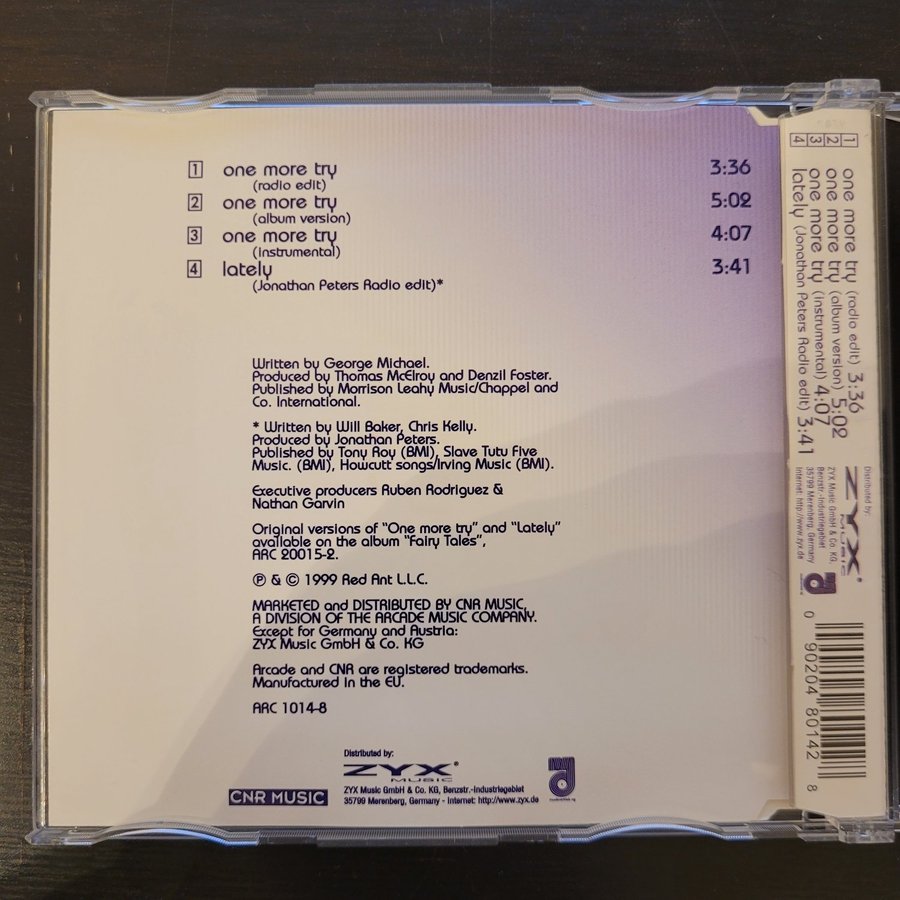 1 one more try 3:36
(radio edit)
2 one more try 5:02
(album version)
3 one more try 4:07
(instrumental)
4 lately 3:41
(Jonathan Peters Radio edit)*
Written by George Michael.
Produced by Thomas McElroy and Denzil Foster.
Published by Morrison Leahy Music/Chappel and
Co. International.
* Written by Will Baker, Chris Kelly.
Produced by Jonathan Peters.
Published by Tony Roy (BMI), Slave Tutu Five
Music. (BMI), Howcutt songs/Irving Music (BMI).
Executive producers Ruben Rodriguez &
Nathan Garvin
Original versions of "One more try" and "Lately"
available on the album "Fairy Tales",
ARC 20015-2.
℗ & © 1999 Red Ant L.L.C.
MARKETED and DISTRIBUTED BY CNR MUSIC,
A DIVISION OF THE ARCADE MUSIC COMPANY.
Except for Germany and Austria:
ZYX Music GmbH & Co. KG
Arcade and CNR are registered trademarks.
Manufactured in the EU.
ARC 1014-8
CNR MUSIC
Distributed by:
ZYX®
MUSIC
ZYX Music GmbH & Co. KG, Benzstr.-Industriegebiet
35799 Merenberg, Germany - Internet: http://www.zyx.de
1 one more try (radio edit) 3:36
2 one more try (album version) 5:02
3 one more try (instrumental) 4:07
4 lately (Jonathan Peters Radio edit) 3:41
Distributed by:
ZYX®
MUSIC
ZYX Music GmbH & Co. KG,
Benzstr.-Industriegebiet
35799 Merenberg, Germany
Internet: http://www.zyx.de
0 90204 80142 8